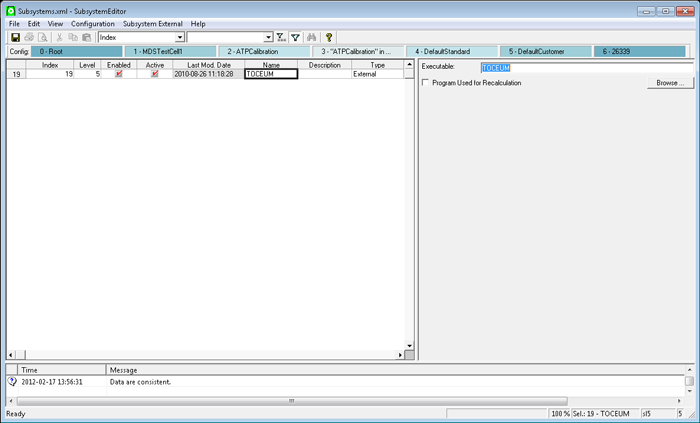 Subsystems.xml - SubsystemEditor
File Edit View Configuration Subsystem External Help
Index
Config: 0 - Root 1 - MDSTestCell1 2 - ATPCalibration 3 - "ATPCalibration" in ... 4 - DefaultStandard 5 - DefaultCustomer 6 - 26339
Index Level Enabled Active Last Mod. Date Name Description Type
19 19 5 2010-08-26 11:18:28 TOCEUM External
Executable: TOCEUM
Program Used for Recalculation Browse ...
Time Message
2012-02-17 13:56:31 Data are consistent.
Ready 100 % Sel.: 19 - TOCEUM sl5 5